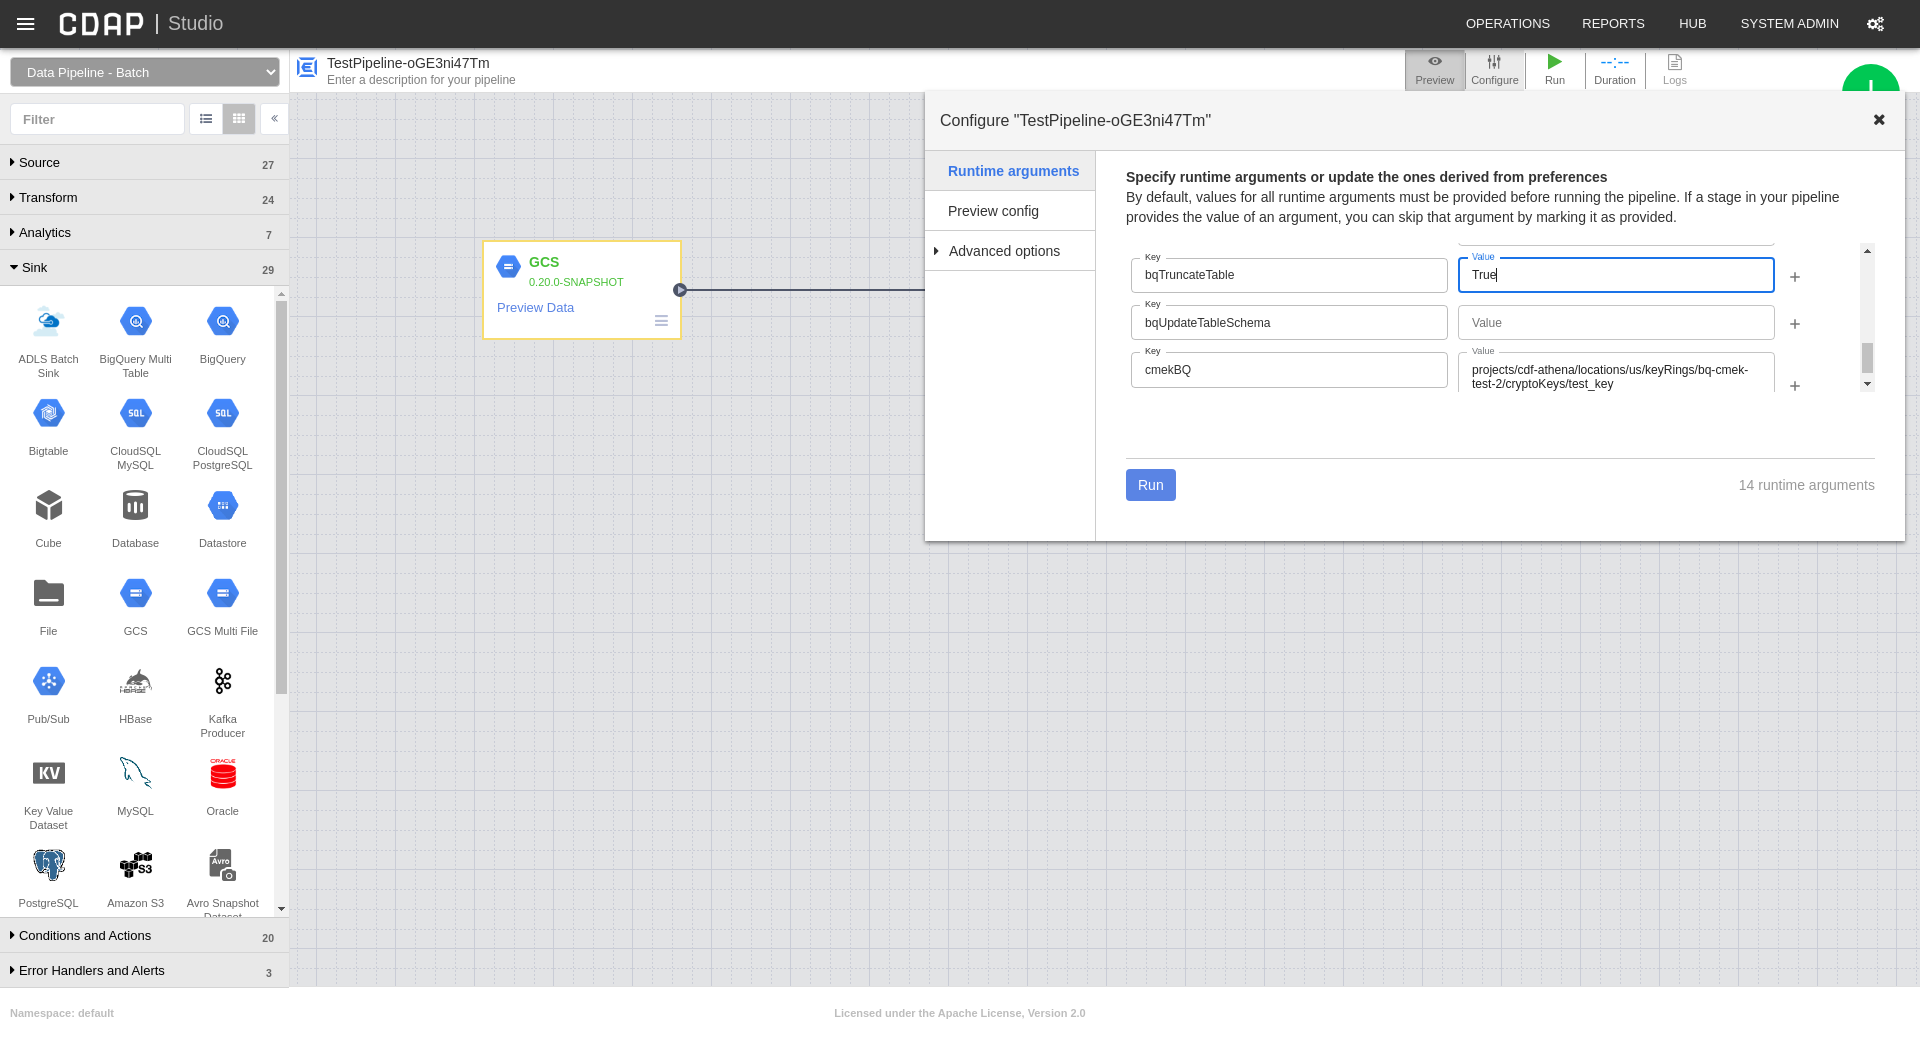 CDAP | Studio
OPERATIONS REPORTS HUB SYSTEM ADMIN
Data Pipeline - Batch
TestPipeline-oGE3ni47Tm
Enter a description for your pipeline
Preview
Configure
Run
Duration
Logs
Filter
Source 27
Transform 24
Analytics 7
Sink 29
ADLS Batch
Sink
BigQuery Multi
Table
BigQuery
Bigtable
SQL
CloudSQL
MySQL
SQL
CloudSQL
PostgreSQL
Cube
Database
Datastore
File
GCS
GCS Multi File
Pub/Sub
HBASE
HBase
Kafka
Producer
KV
Key Value
Dataset
MySQL
ORACLE
Oracle
PostgreSQL
S3
Amazon S3
Avro
Avro Snapshot
Dataset
Conditions and Actions 20
Error Handlers and Alerts 3
GCS
0.20.0-SNAPSHOT
Preview Data
Configure "TestPipeline-oGE3ni47Tm"
Runtime arguments
Preview config
Advanced options
Specify runtime arguments or update the ones derived from preferences
By default, values for all runtime arguments must be provided before running the pipeline. If a stage in your pipeline
provides the value of an argument, you can skip that argument by marking it as provided.
Key
bqTruncateTable
Value
True
Key
bqUpdateTableSchema
Value
Key
cmekBQ
Value
projects/cdf-athena/locations/us/keyRings/bq-cmek-
test-2/cryptoKeys/test_key
Run
14 runtime arguments
Namespace: default
Licensed under the Apache License, Version 2.0